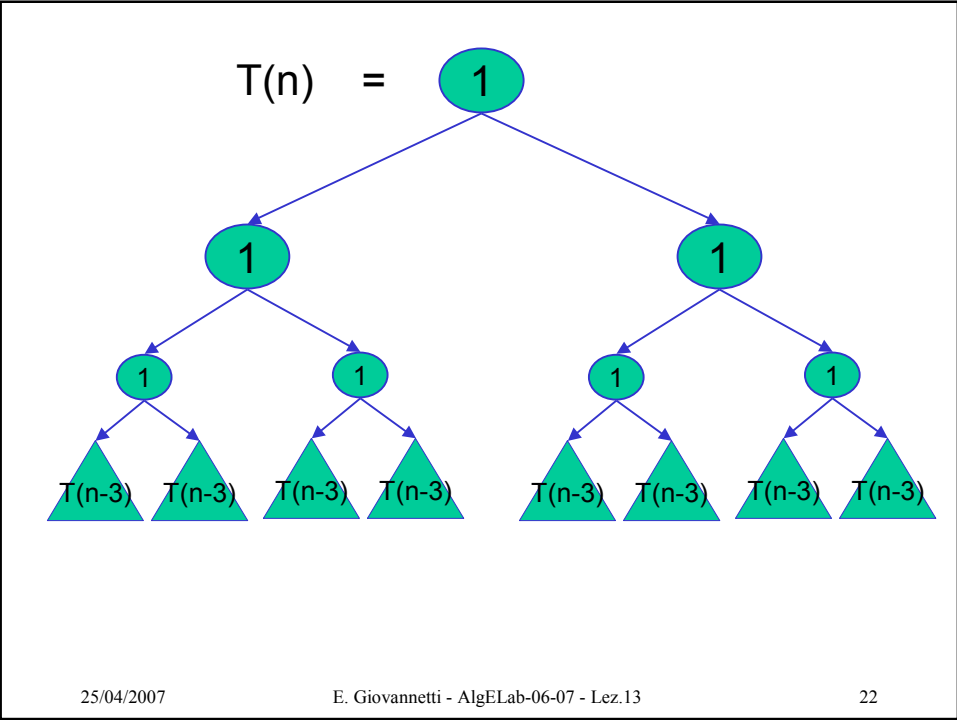 T(n) = 1
1 1
1 1 1 1
T(n-3) T(n-3) T(n-3) T(n-3) T(n-3) T(n-3) T(n-3) T(n-3)
25/04/2007 E. Giovannetti - AlgELab-06-07 - Lez.13 22